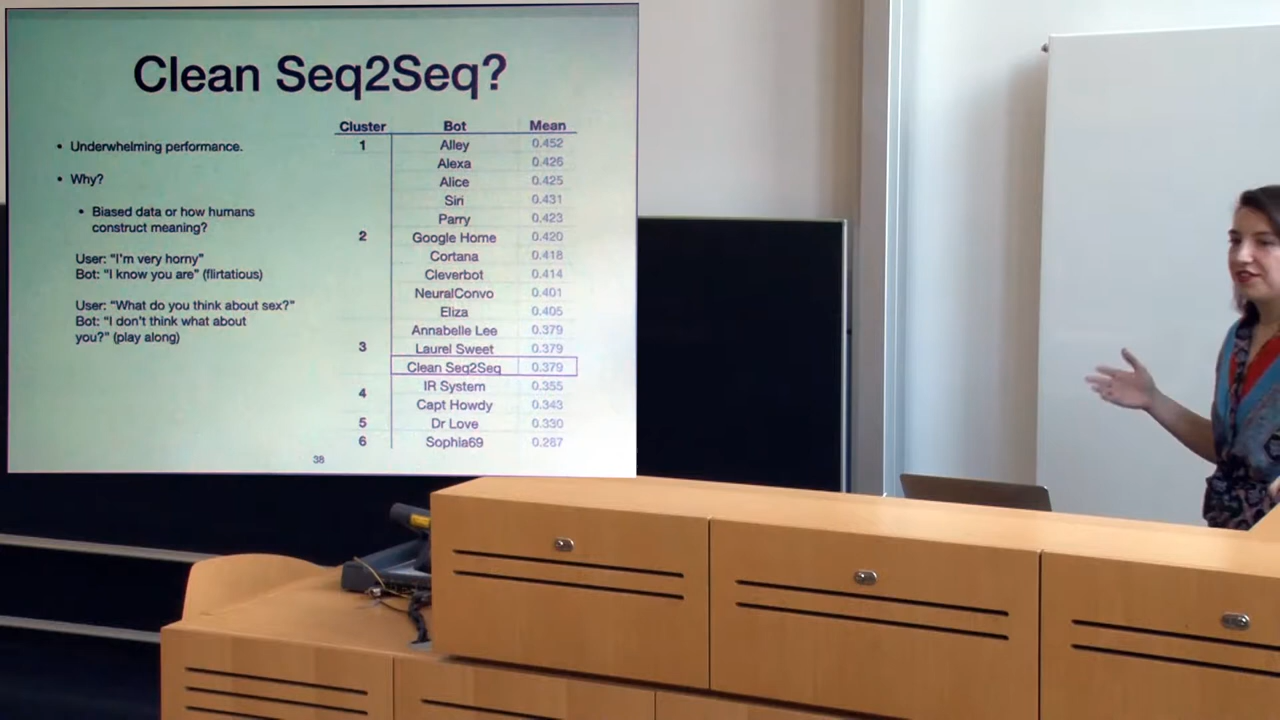 Clean Seq2Seq?
• Underwhelming performance.
• Why?
• Biased data or how humans
construct meaning?
User: "I'm very horny"
Bot: "I know you are" (flirtatious)
User: "What do you think about sex?"
Bot: "I don't think what about
you?" (play along)
Cluster Bot Mean
1 Alley 0.452
Alexa 0.426
Alice 0.425
Siri 0.431
Parry 0.423
2 Google Home 0.420
Cortana 0.418
Cleverbot 0.414
NeuralConvo 0.401
Eliza 0.405
Annabelle Lee 0.379
3 Laurel Sweet 0.379
Clean Seq2Seq 0.379
4 IR System 0.355
Capt Howdy 0.343
5 Dr Love 0.330
6 Sophia69 0.287
38